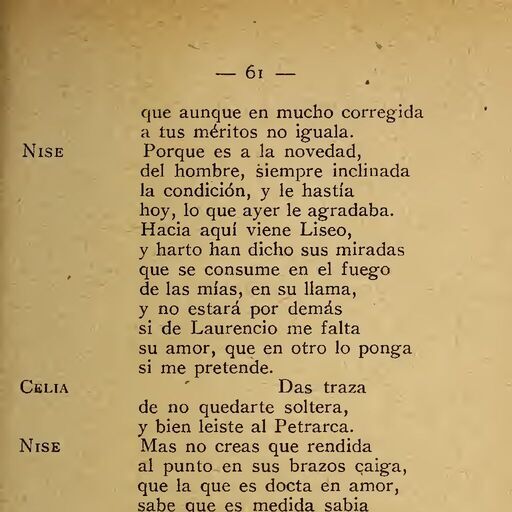 — 61 —
que aunque en mucho corregida
a tus méritos no iguala.
NISE Porque es a la novedad,
del hombre, siempre inclinada
la condición, y le hastía
hoy, lo que ayer le agradaba.
Hacia aquí viene Liseo,
y harto han dicho sus miradas
que se consume en el fuego
de las mías, en su llama,
y no estará por demás
si de Laurencio me falta
su amor, que en otro lo ponga
si me pretende.
CELIA Das traza
de no quedarte soltera,
y bien leiste al Petrarca.
NISE Mas no creas que rendida
al punto en sus brazos caiga,
que la que es docta en amor,
sabe que es medida sabia